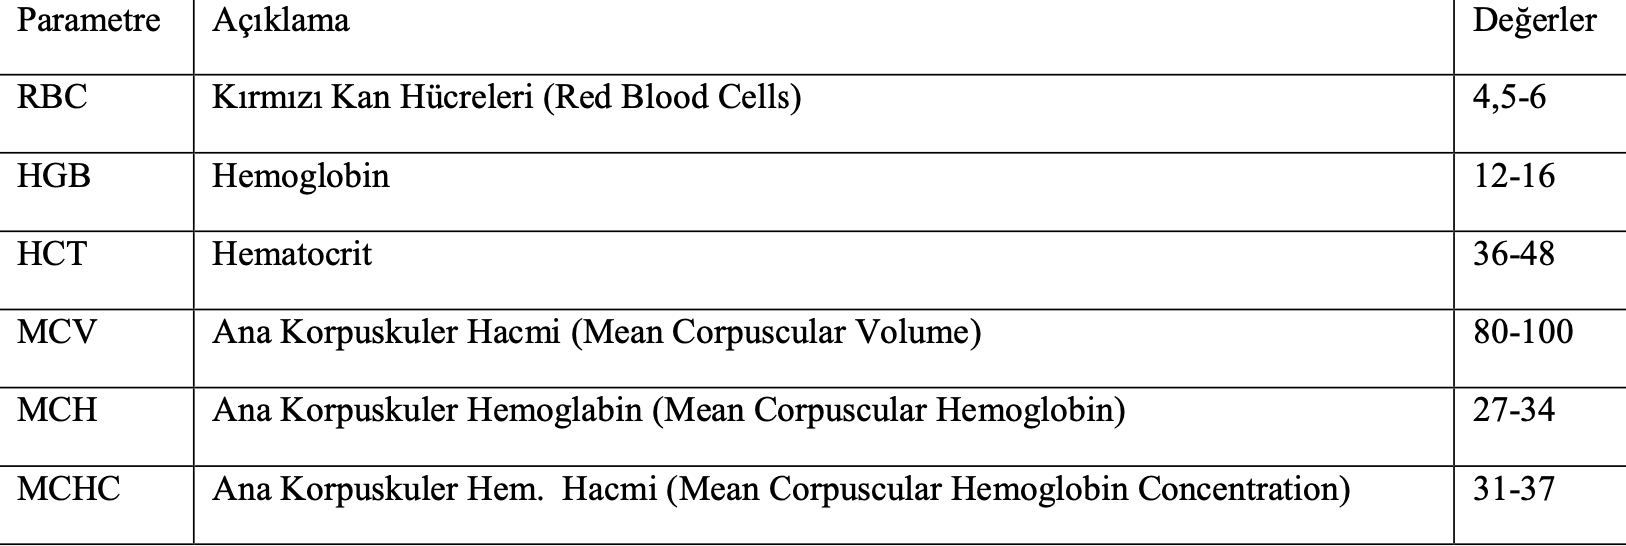 Parametre Açıklama Değerler
RBC Kırmızı Kan Hücreleri (Red Blood Cells) 4,5-6
HGB Hemoglobin 12-16
HCT Hematocrit 36-48
MCV Ana Korpuskuler Hacmi (Mean Corpuscular Volume) 80-100
MCH Ana Korpuskuler Hemoglabin (Mean Corpuscular Hemoglobin) 27-34
MCHC Ana Korpuskuler Hem.  Hacmi (Mean Corpuscular Hemoglobin Concentration) 31-37